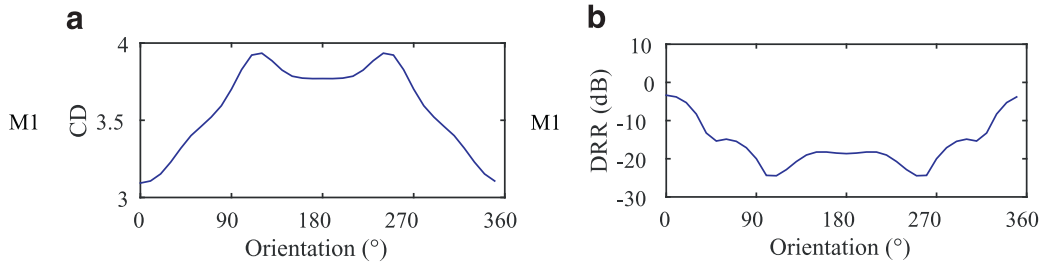 a
M1
CD
4
3.5
3
0 90 180 270 360
Orientation (°)
b
M1
DRR (dB)
10
0
-10
-20
-30
0 90 180 270 360
Orientation (°)